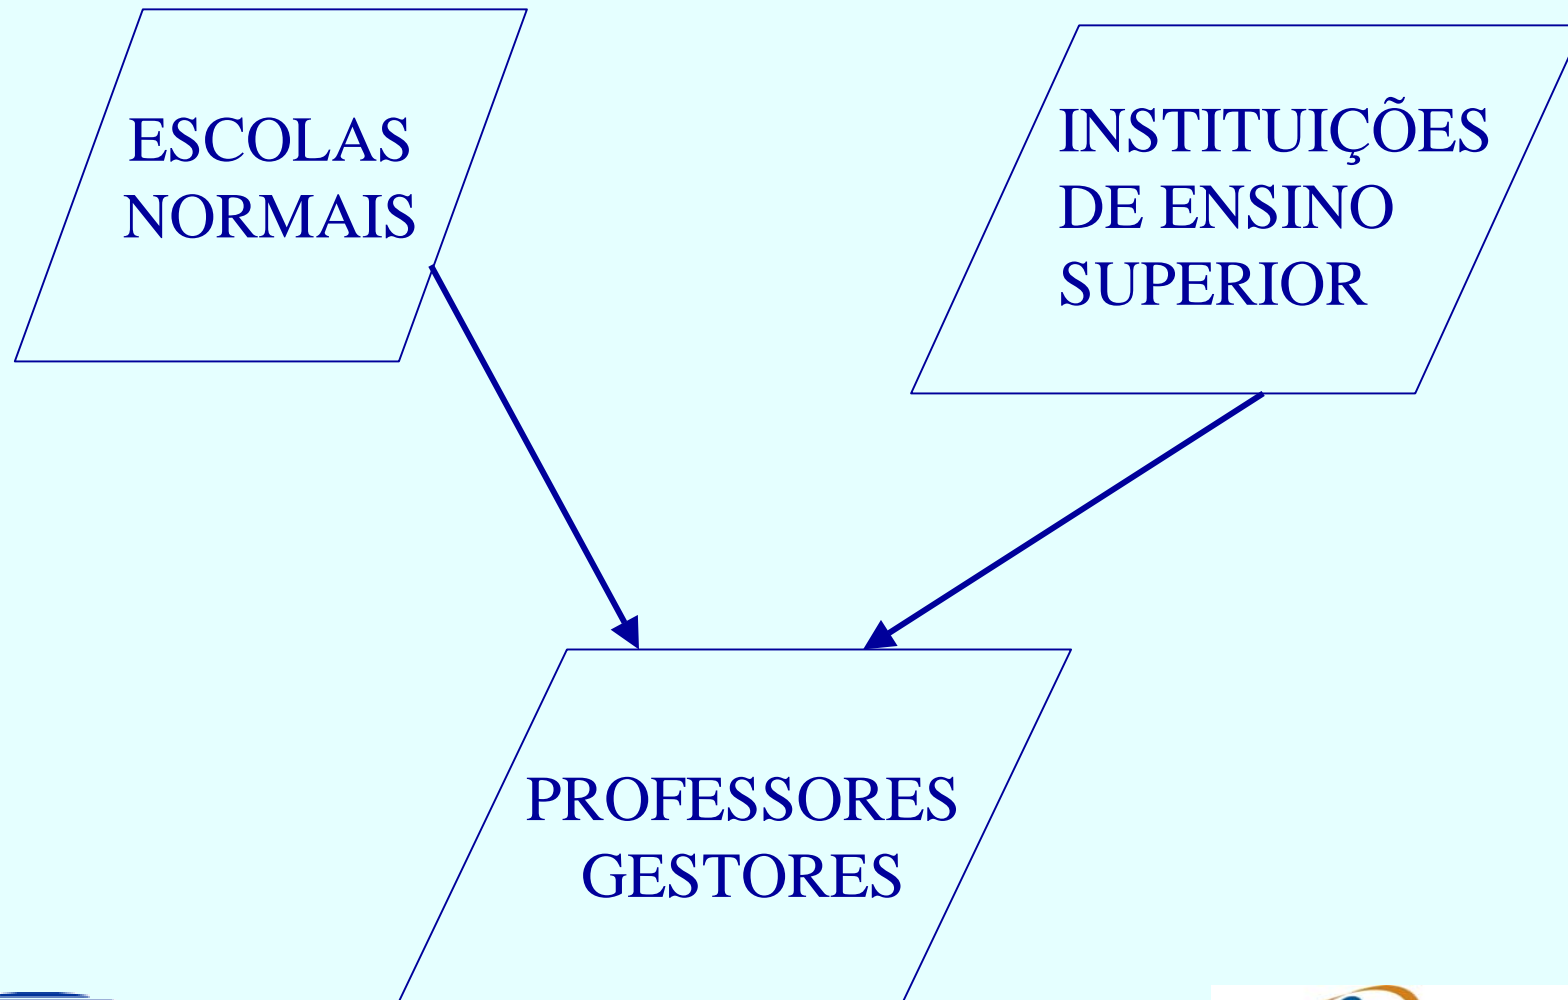 ESCOLAS
NORMAIS
INSTITUIÇÕES
DE ENSINO
SUPERIOR
PROFESSORES
GESTORES